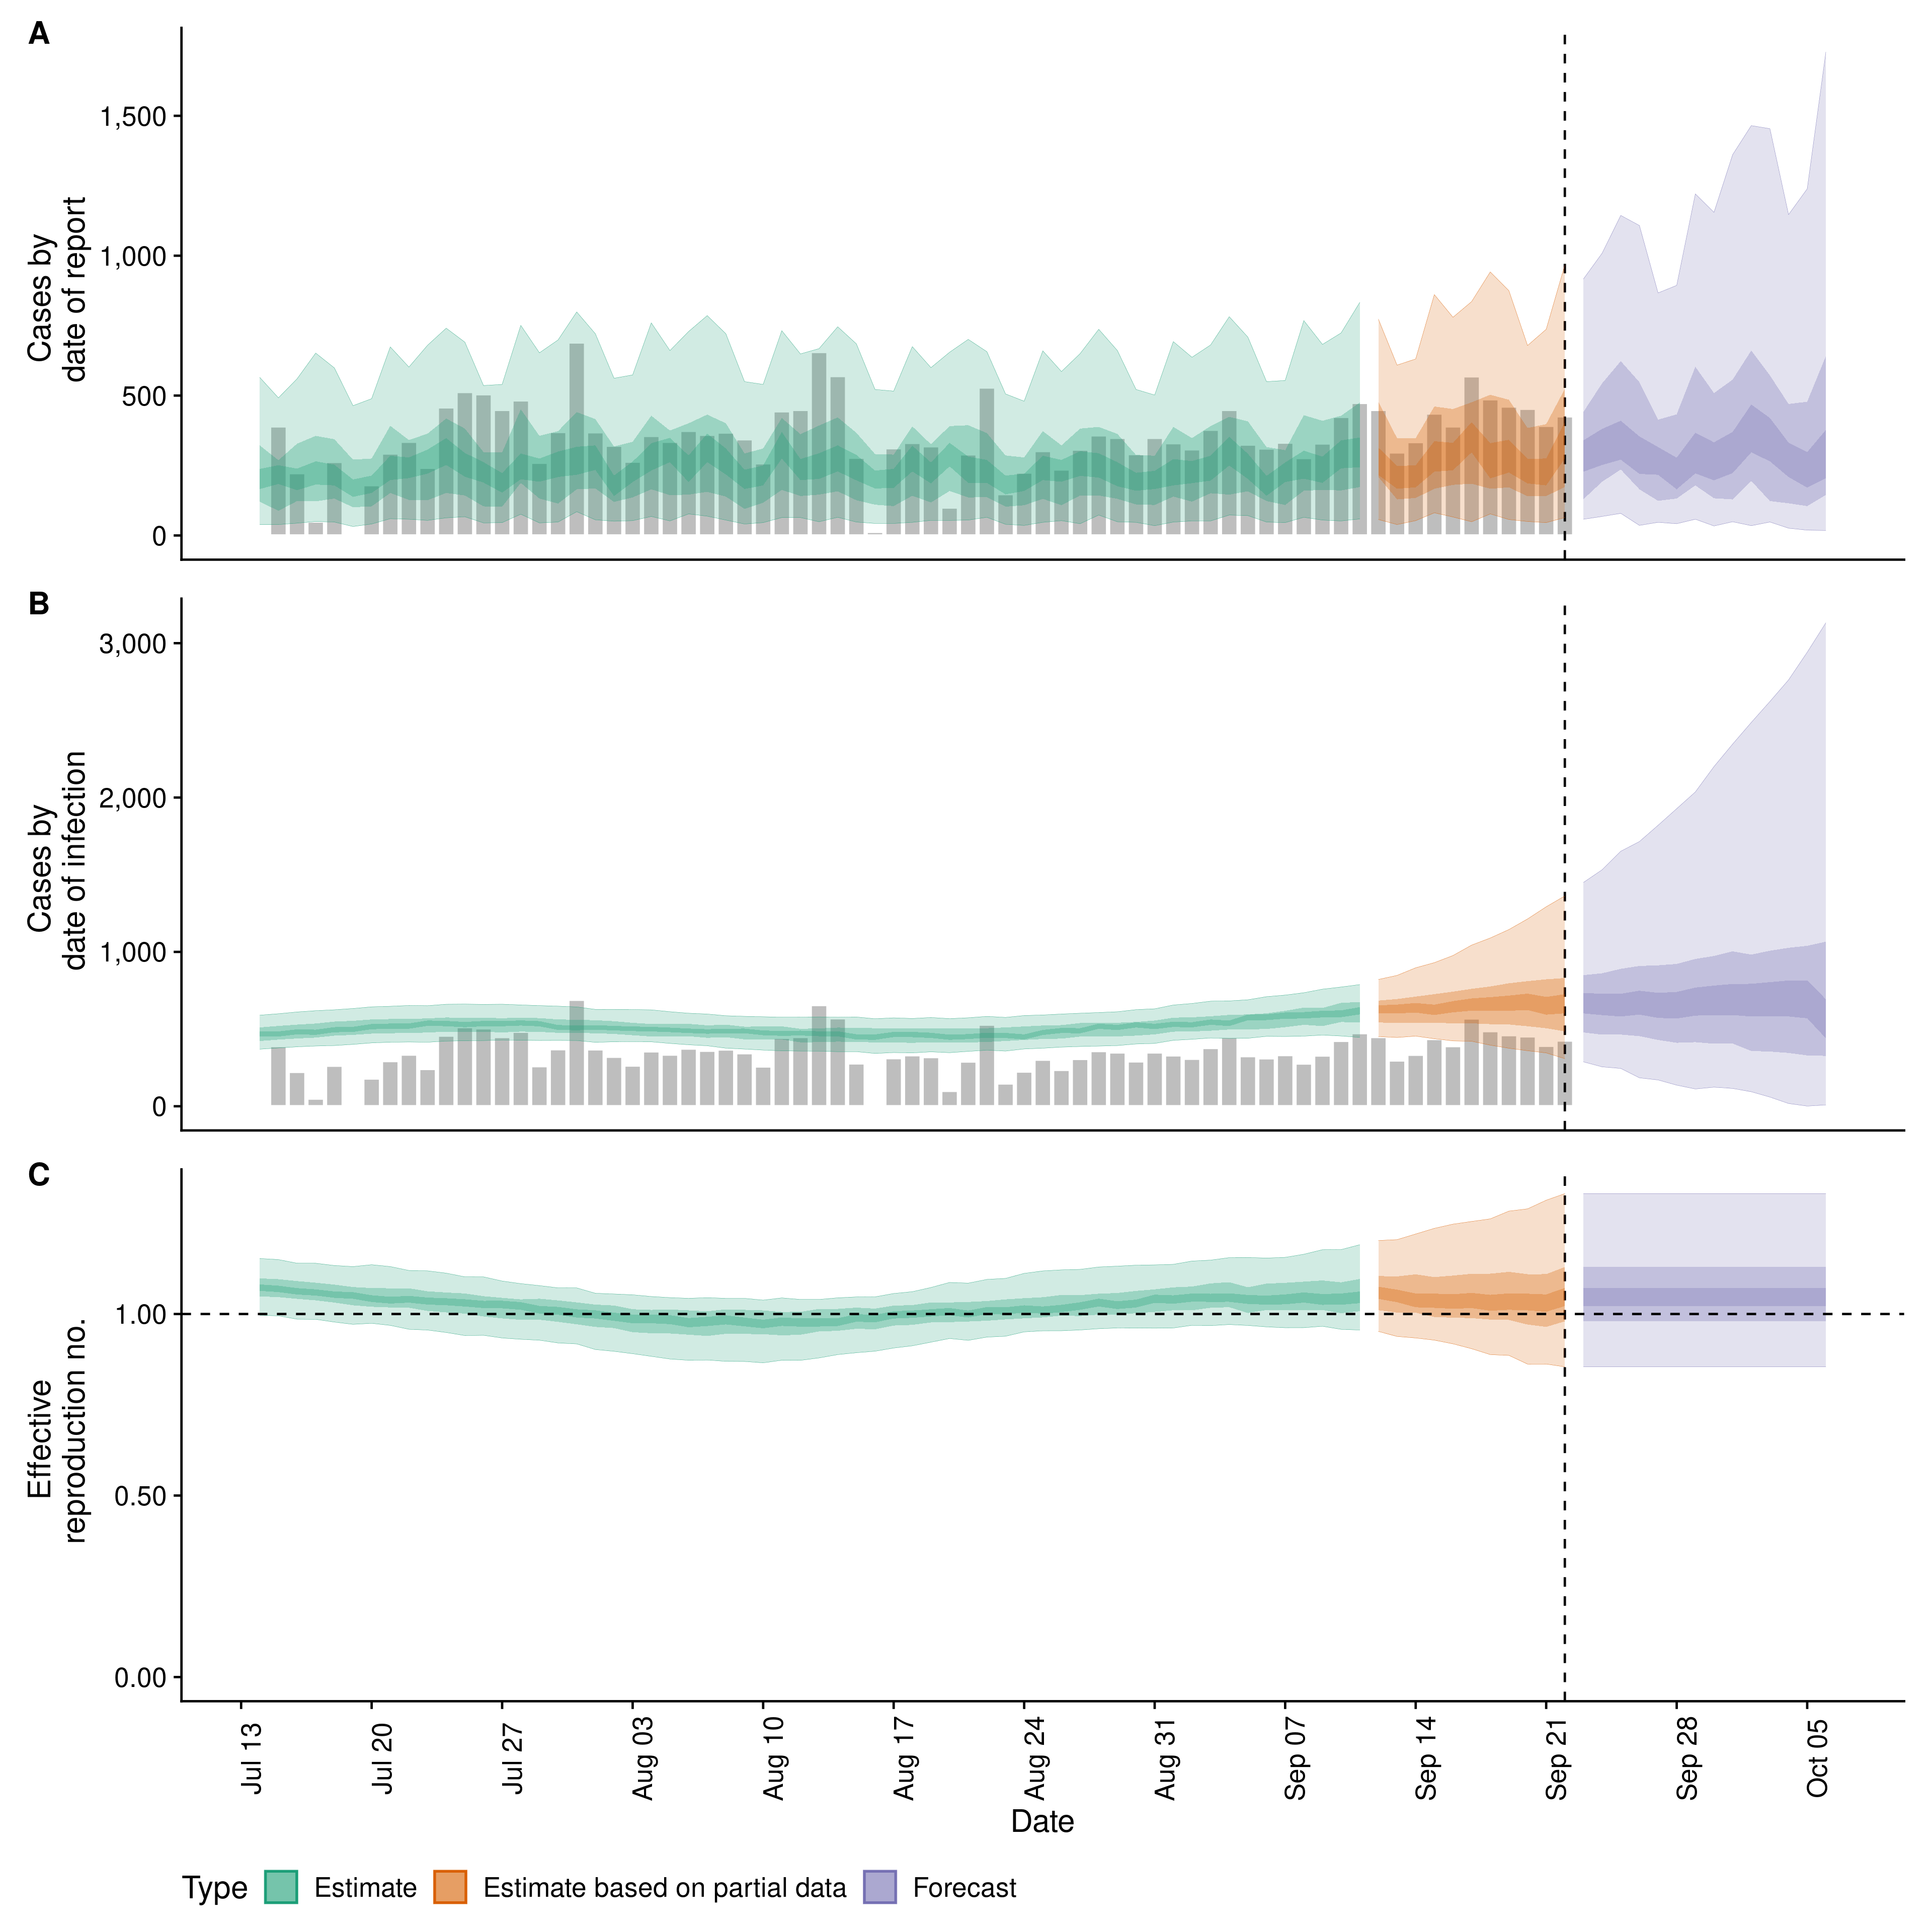 A
1,500
1,000
500
0
Cases by
date of report
B
3,000
2,000
1,000
0
Cases by
date of infection
C
1.00
0.50
0.00
Effective
reproduction no.
Jul 13
Jul 20
Jul 27
Aug 03
Aug 10
Aug 17
Aug 24
Aug 31
Sep 07
Sep 14
Sep 21
Sep 28
Oct 05
Date
Type Estimate Estimate based on partial data Forecast